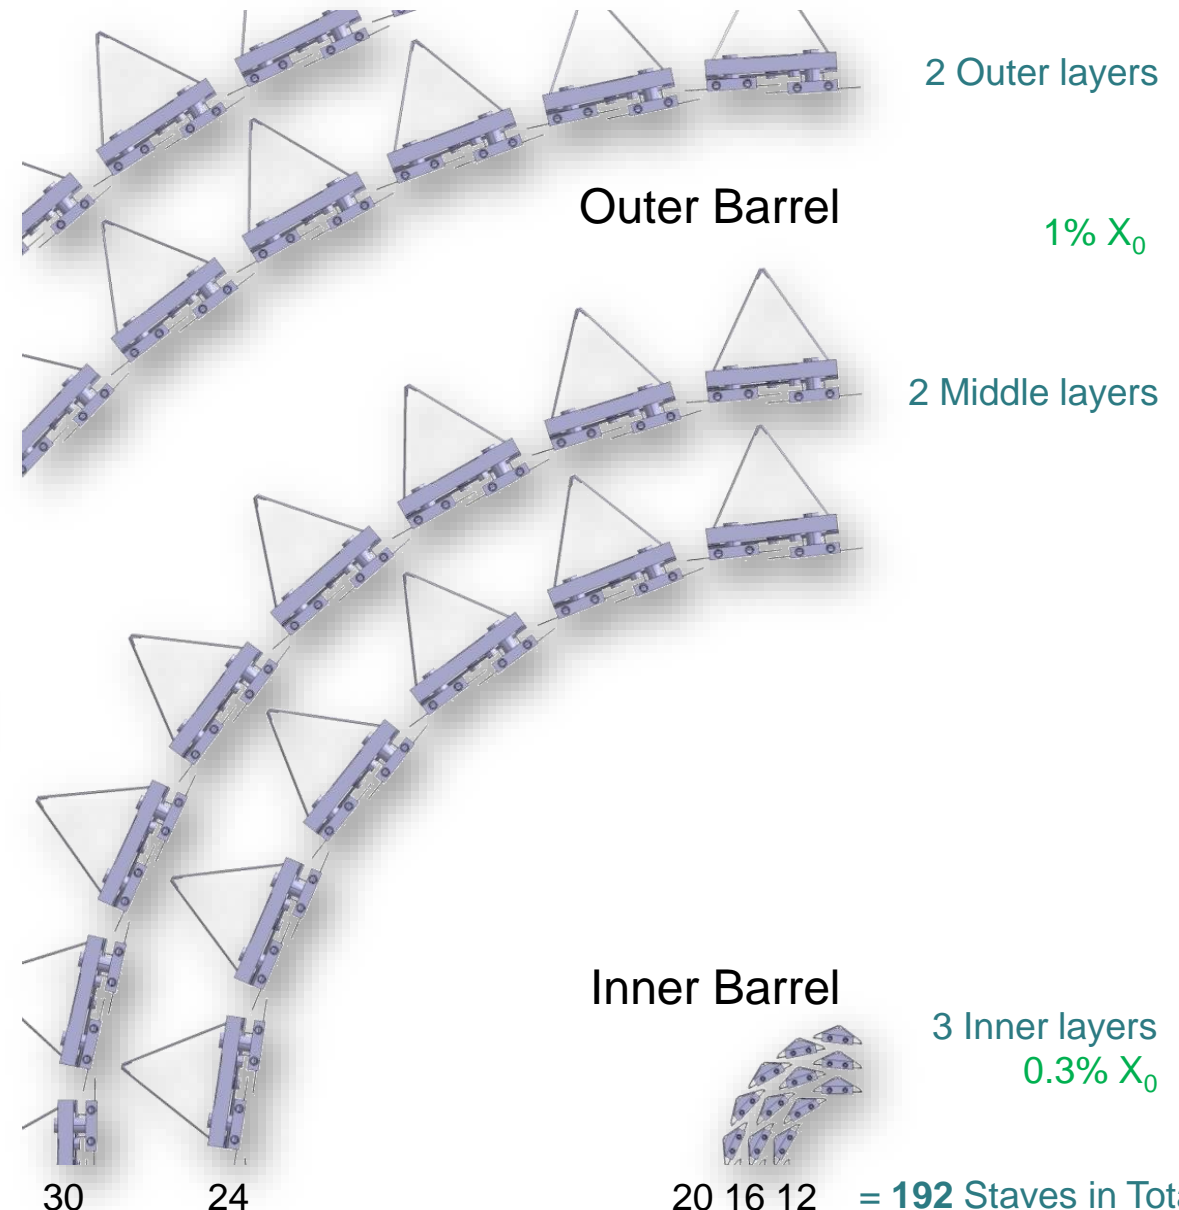 2 Outer layers
Outer Barrel
1% X₀
2 Middle layers
Inner Barrel
3 Inner layers
0.3% X₀
30 24 20 16 12 = 192 Staves in Tota